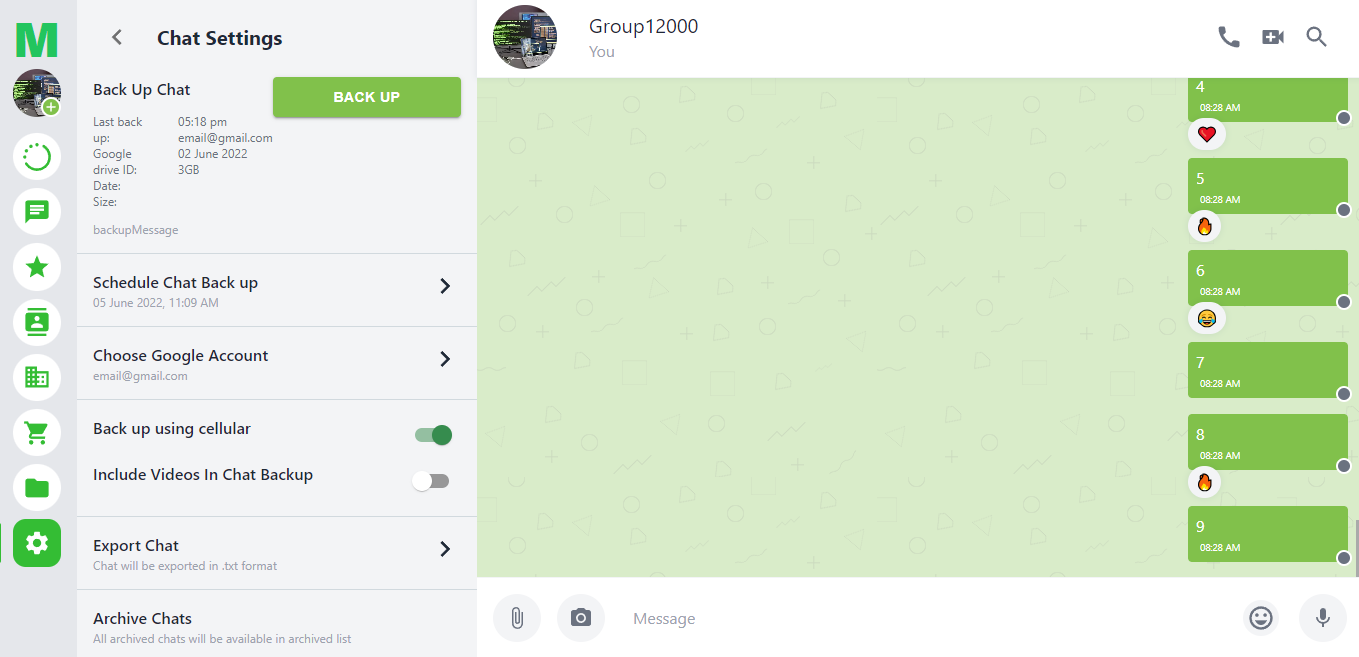 M
Chat Settings
Back Up Chat
BACK UP
Last back up:
05:18 pm
email@gmail.com
Google drive ID:
02 June 2022
3GB
Date:
Size:
backupMessage
Schedule Chat Back up
05 June 2022, 11:09 AM
Choose Google Account
email@gmail.com
Back up using cellular
Include Videos In Chat Backup
Export Chat
Chat will be exported in .txt format
Archive Chats
All archived chats will be available in archived list
Group12000
You
4
08:28 AM
5
08:28 AM
6
08:28 AM
7
08:28 AM
8
08:28 AM
9
08:28 AM
Message